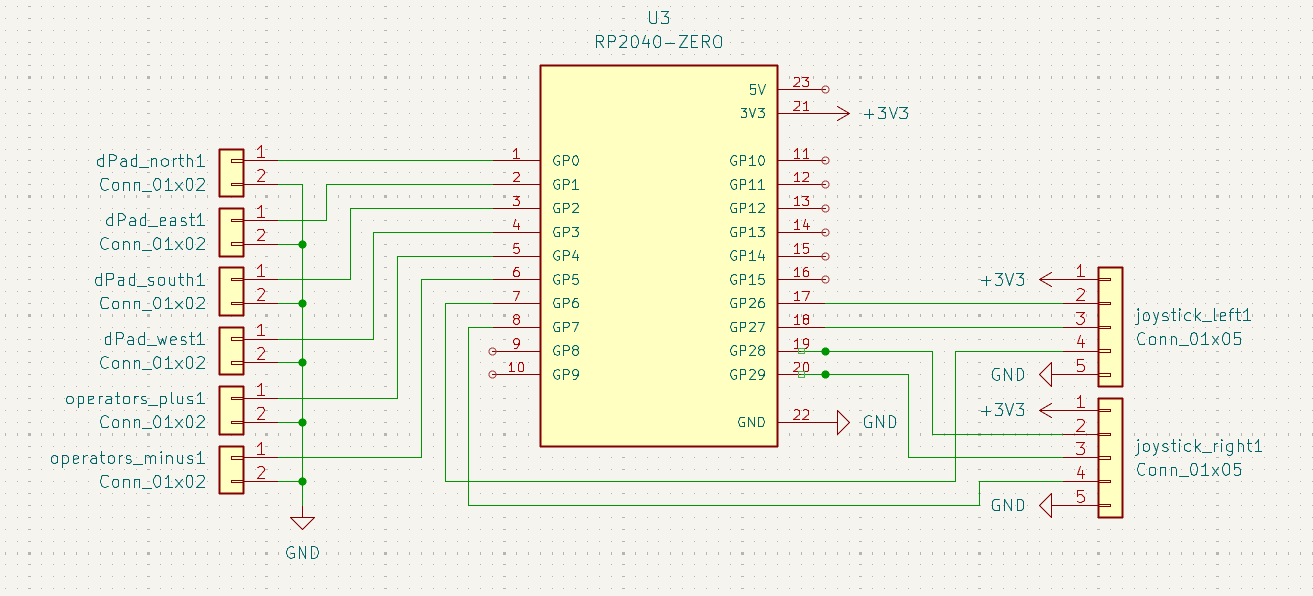 U3
RP2040-ZERO
5V 23
3V3 21 +3V3
dPad_north1 1
Conn_01x02 2
dPad_east1 1
Conn_01x02 2
dPad_south1 1
Conn_01x02 2
dPad_west1 1
Conn_01x02 2
operators_plus1 1
Conn_01x02 2
operators_minus1 1
Conn_01x02 2
GND
1 GP0
2 GP1
3 GP2
4 GP3
5 GP4
6 GP5
7 GP6
8 GP7
9 GP8
10 GP9
GP10 11
GP11 12
GP12 13
GP13 14
GP14 15
GP15 16
GP26 17
GP27 18
GP28 19
GP29 20
GND 22 GND
+3V3 1
2
3
4
GND 5
joystick_left1
Conn_01x05
+3V3 1
2
3
4
GND 5
joystick_right1
Conn_01x05